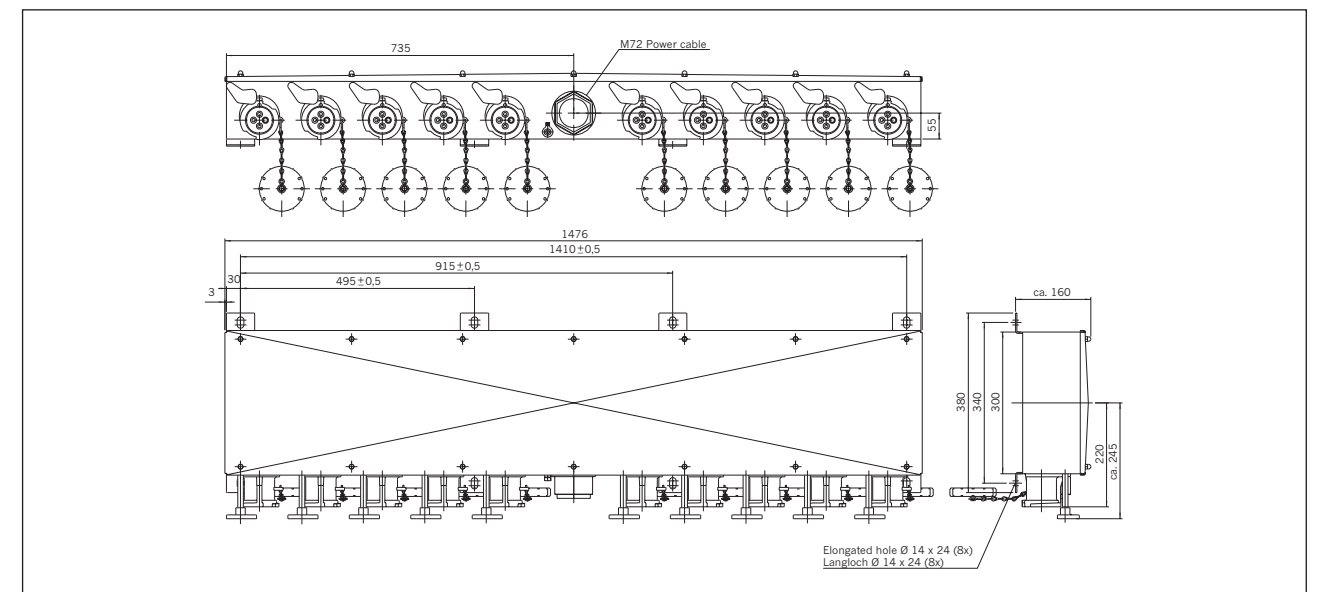 735
M72 Power cable
55
1476
1410±0,5
915±0,5
495±0,5
30
3
ca. 160
380
340
300
220
ca. 245
Elongated hole Ø 14 x 24 (8x)
Langloch Ø 14 x 24 (8x)